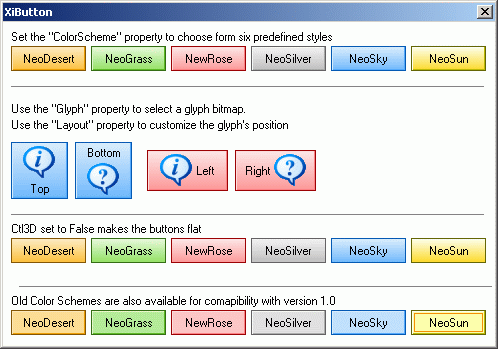 XiButton
Set the "ColorScheme" property to choose form six predefined styles
NeoDesert NeoGrass NewRose NeoSilver NeoSky NeoSun
Use the "Glyph" property to select a glyph bitmap.
Use the "Layout" property to customize the glyph's position
i Top Bottom ? i Left Right ?
Ctl3D set to False makes the buttons flat
NeoDesert NeoGrass NewRose NeoSilver NeoSky NeoSun
Old Color Schemes are also available for comapibility with version 1.0
NeoDesert NeoGrass NewRose NeoSilver NeoSky NeoSun